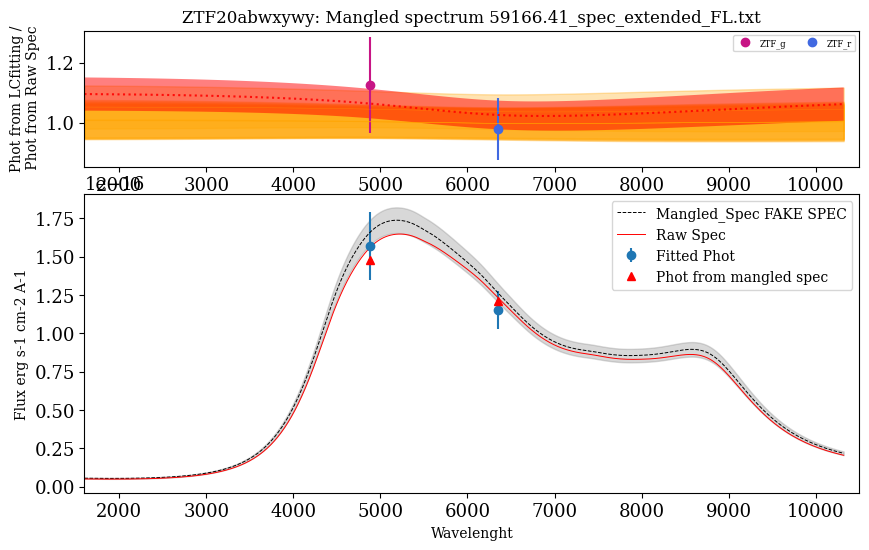 ZTF20abwxywy: Mangled spectrum 59166.41_spec_extended_FL.txt
Phot from LCfitting /
Phot from Raw Spec
ZTF_g
ZTF_r
1.2
1.0
2000 3000 4000 5000 6000 7000 8000 9000 10000
1e−16
Mangled_Spec FAKE SPEC
Raw Spec
Fitted Phot
Phot from mangled spec
Flux erg s-1 cm-2 A-1
1.75
1.50
1.25
1.00
0.75
0.50
0.25
0.00
2000 3000 4000 5000 6000 7000 8000 9000 10000
Wavelenght